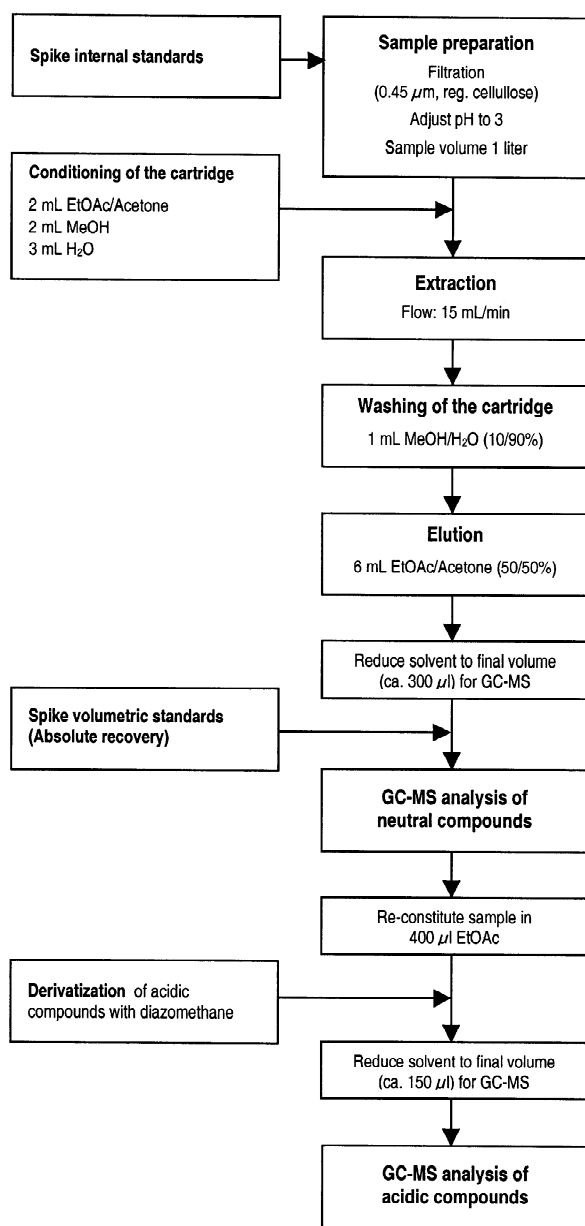 Spike internal standards
Sample preparation
Filtration
(0.45 μm, reg. cellullose)
Adjust pH to 3
Sample volume 1 liter
Conditioning of the cartridge
2 mL EtOAc/Acetone
2 mL MeOH
3 mL H₂O
Extraction
Flow: 15 mL/min
Washing of the cartridge
1 mL MeOH/H₂O (10/90%)
Elution
6 mL EtOAc/Acetone (50/50%)
Reduce solvent to final volume
(ca. 300 μl) for GC-MS
Spike volumetric standards
(Absolute recovery)
GC-MS analysis of
neutral compounds
Re-constitute sample in
400 μl EtOAc
Derivatization of acidic
compounds with diazomethane
Reduce solvent to final volume
(ca. 150 μl) for GC-MS
GC-MS analysis of
acidic compounds